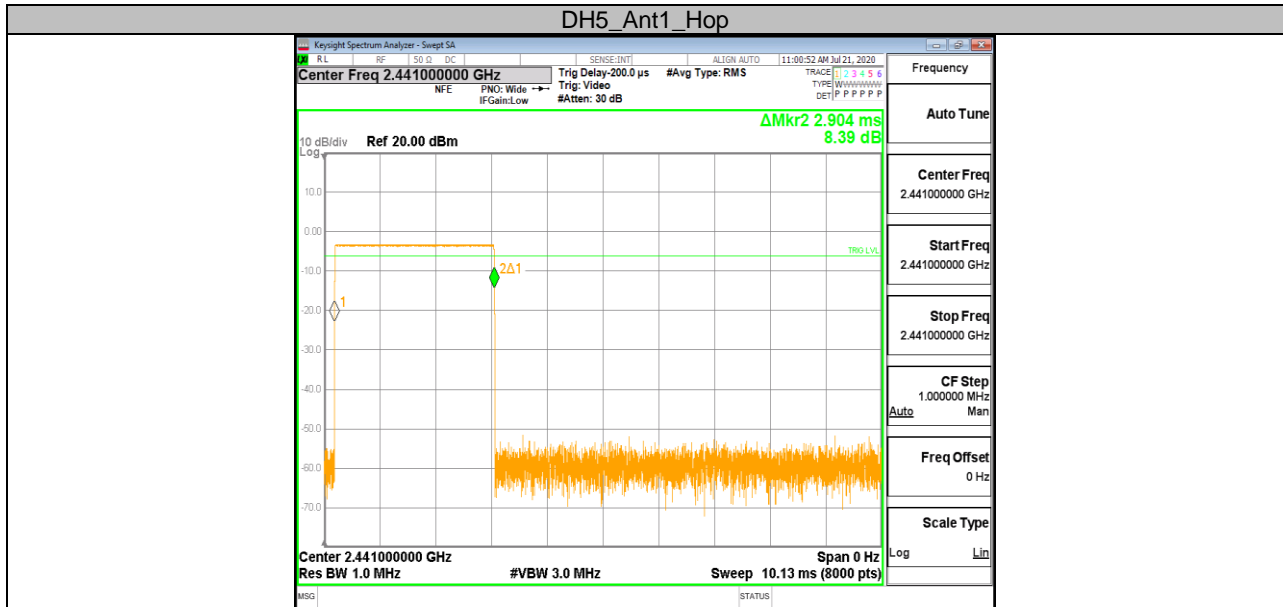 DH5_Ant1_Hop
Keysight Spectrum Analyzer - Swept SA
RL RF 50 Ω DC SENSE:INT ALIGN AUTO 11:00:52 AM Jul 21, 2020
Center Freq 2.441000000 GHz
NFE PNO: Wide
IFGain:Low
Trig Delay-200.0 µs #Avg Type: RMS
Trig: Video
#Atten: 30 dB
TRACE 1 2 3 4 5 6
TYPE WWWWWW
DET P P P P P P
Frequency
ΔMkr2 2.904 ms
8.39 dB
10 dB/div Ref 20.00 dBm
Log
10.0
0.00
-10.0
-20.0
-30.0
-40.0
-50.0
-60.0
-70.0
TRIG LVL
2Δ1
1
Center 2.441000000 GHz Span 0 Hz
Res BW 1.0 MHz #VBW 3.0 MHz Sweep 10.13 ms (8000 pts)
MSG STATUS
Auto Tune
Center Freq
2.441000000 GHz
Start Freq
2.441000000 GHz
Stop Freq
2.441000000 GHz
CF Step
1.000000 MHz
Auto Man
Freq Offset
0 Hz
Scale Type
Log Lin